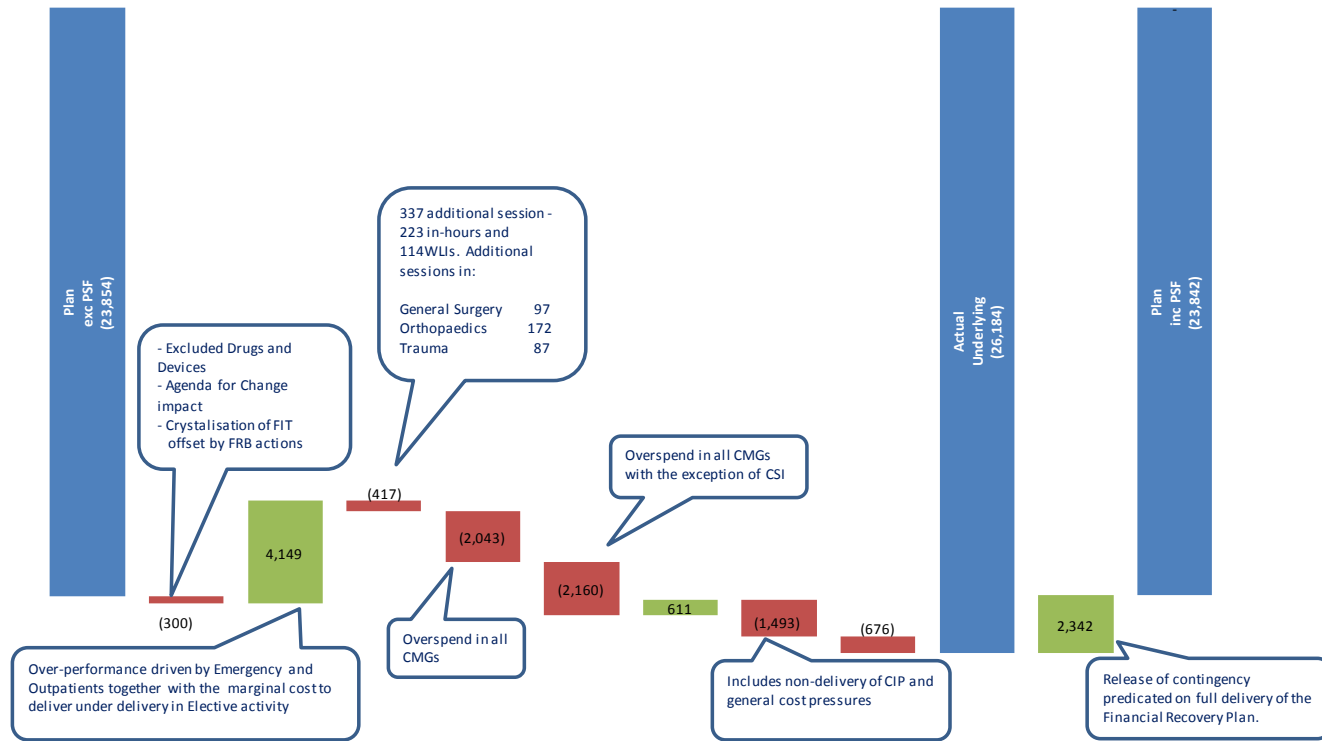 -
Plan
exc PSF
(23,854)
- Excluded Drugs and
Devices
- Agenda for Change
impact
- Crystalisation of FIT
offset by FRB actions
337 additional session -
223 in-hours and
114WLIs. Additional
sessions in:
General Surgery 97
Orthopaedics 172
Trauma 87
Overspend in all CMGs
with the exception of CSI
Actual
Underlying
(26,184)
Plan
inc PSF
(23,842)
(300)
4,149
(417)
(2,043)
(2,160)
611
(1,493)
(676)
2,342
Over-performance driven by Emergency and
Outpatients together with the marginal cost to
deliver under delivery in Elective activity
Overspend in all
CMGs
Includes non-delivery of CIP and
general cost pressures
Release of contingency
predicated on full delivery of the
Financial Recovery Plan.